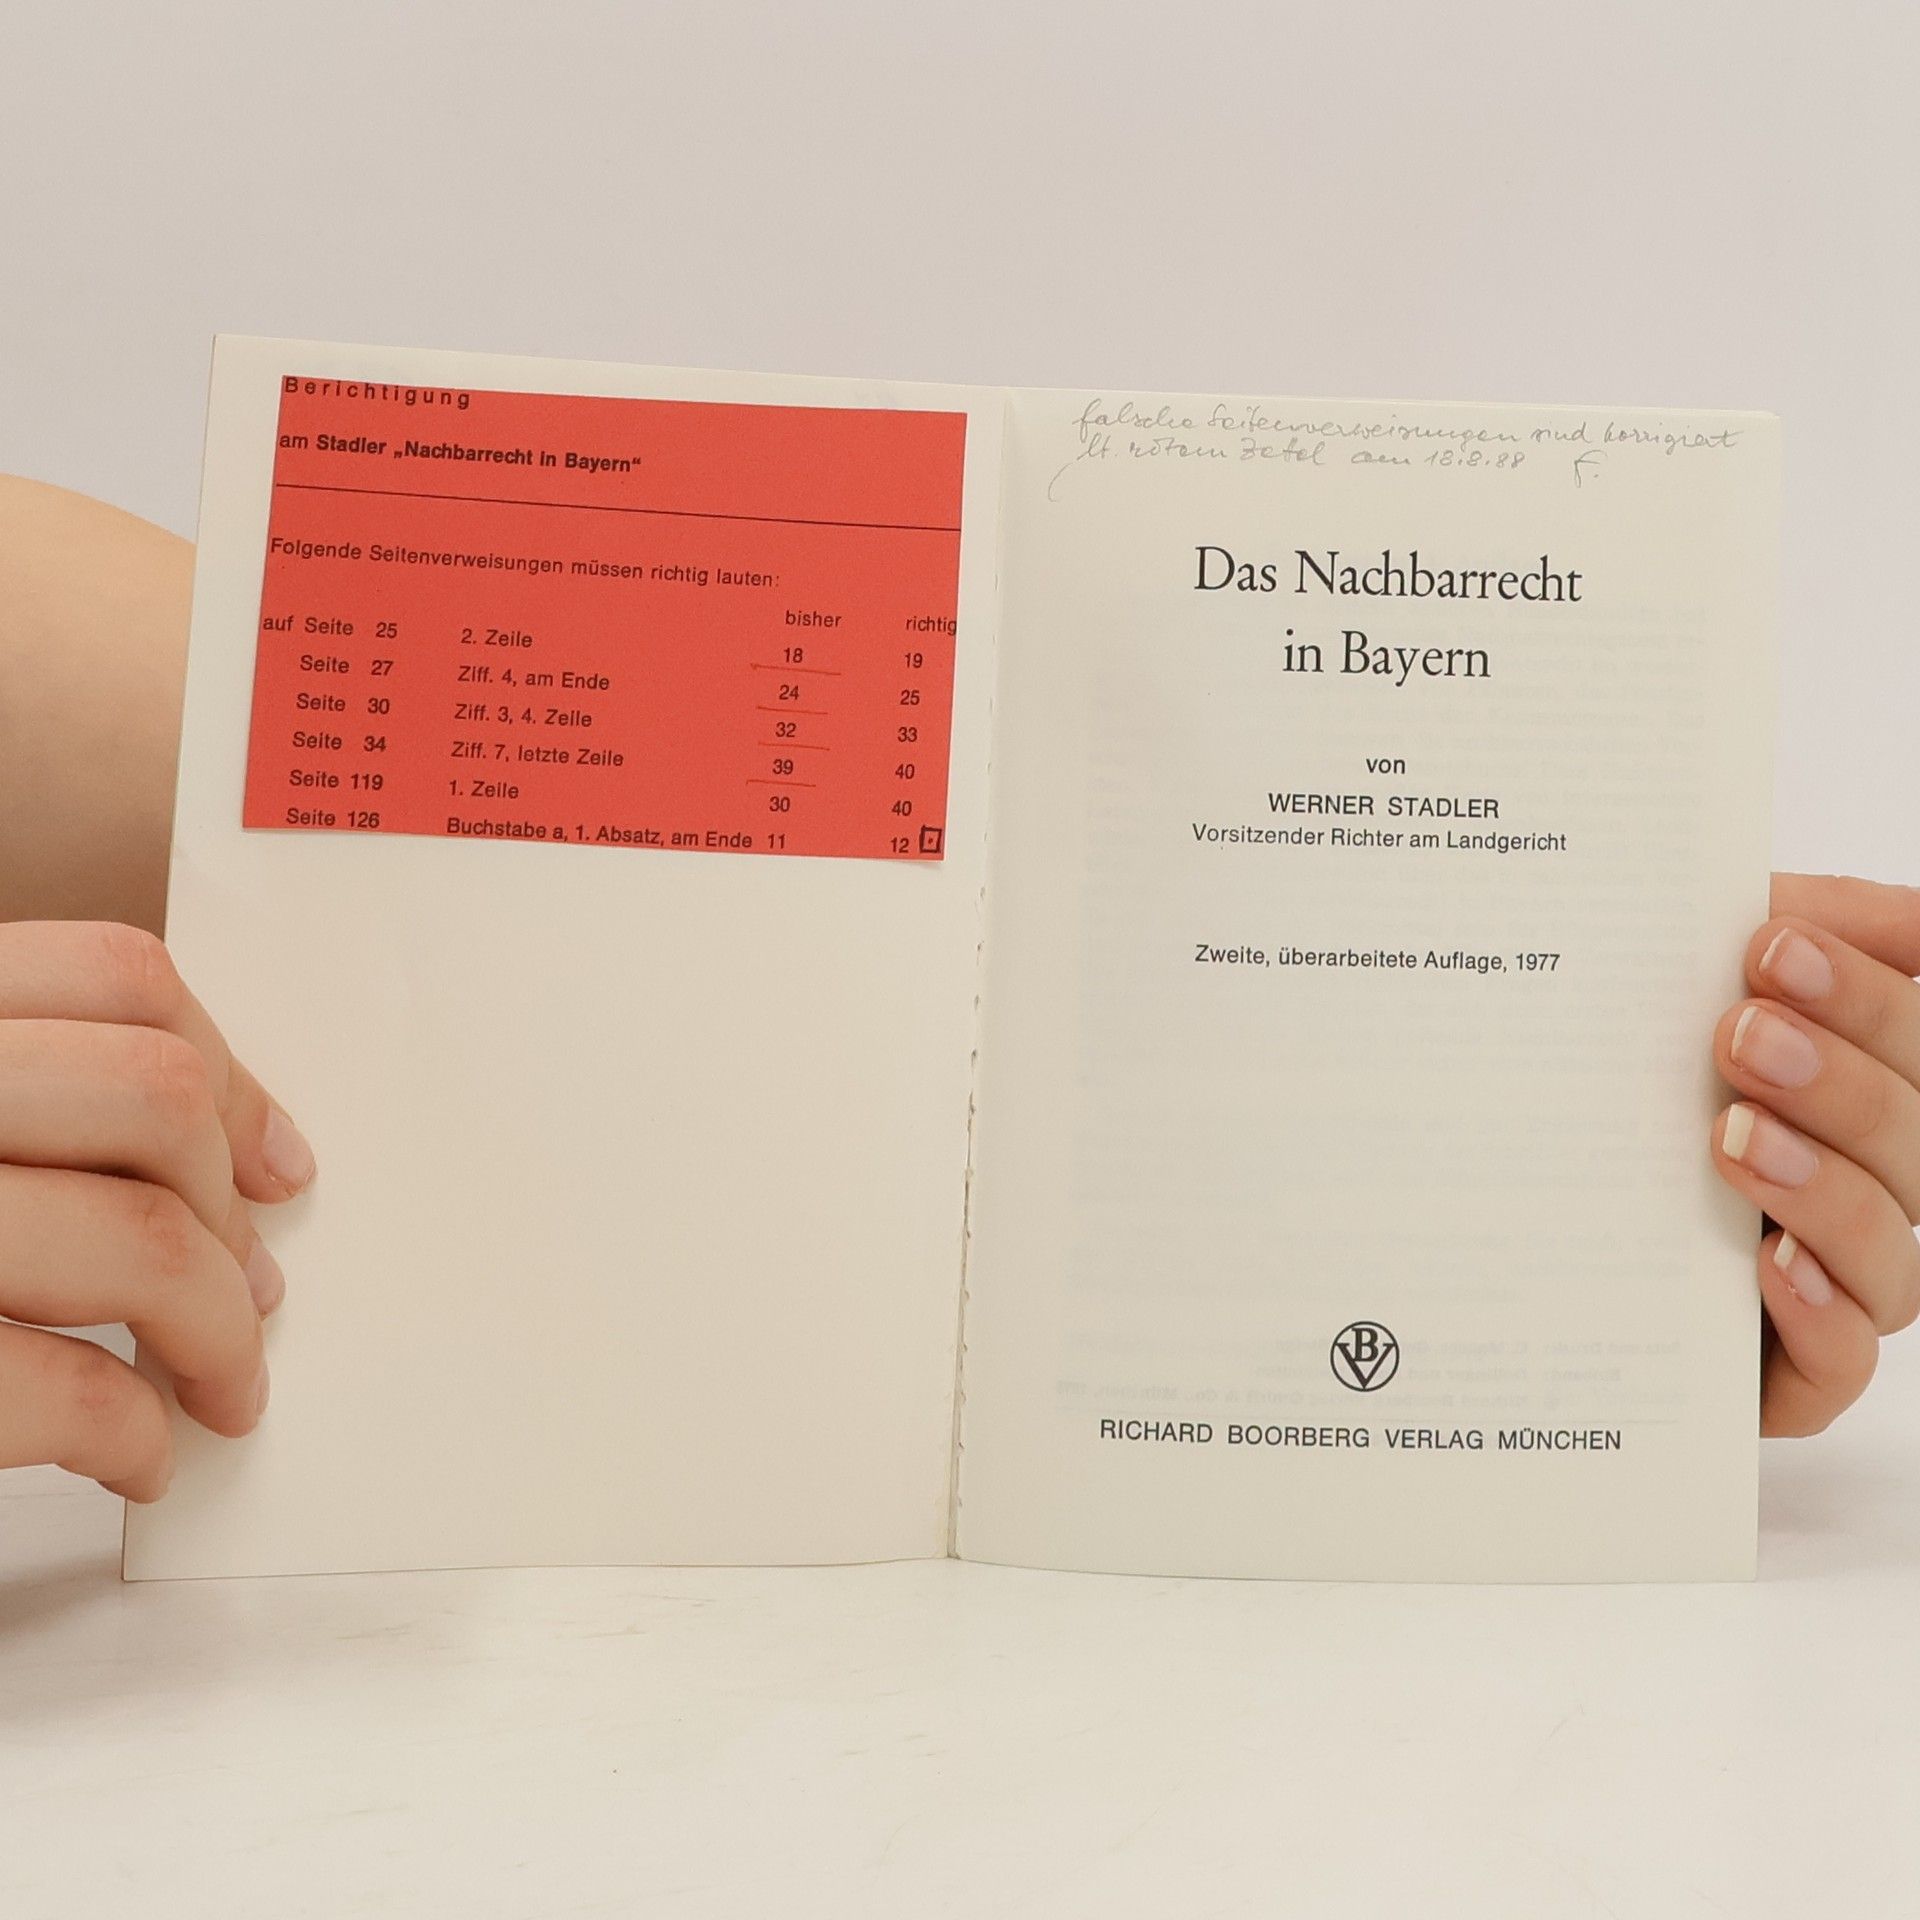 Berichtigung
am Stadler „Nachbarrecht in Bayern“
Folgende Seitenverweisungen müssen richtig lauten:
bisher richtig
auf Seite 25 2. Zeile 18 19
Seite 27 Ziff. 4, am Ende 24 25
Seite 30 Ziff. 3, 4. Zeile 32 33
Seite 34 Ziff. 7, letzte Zeile 39 40
Seite 119 1. Zeile 30 40
Seite 126 Buchstabe a, 1. Absatz, am Ende 11 12
falsche Seitenverweisungen sind korrigiert
lt. rotem Zettel am 18.8.88 F.
Das Nachbarrecht
in Bayern
von
WERNER STADLER
Vorsitzender Richter am Landgericht
Zweite, überarbeitete Auflage, 1977
BV
RICHARD BOORBERG VERLAG MÜNCHEN